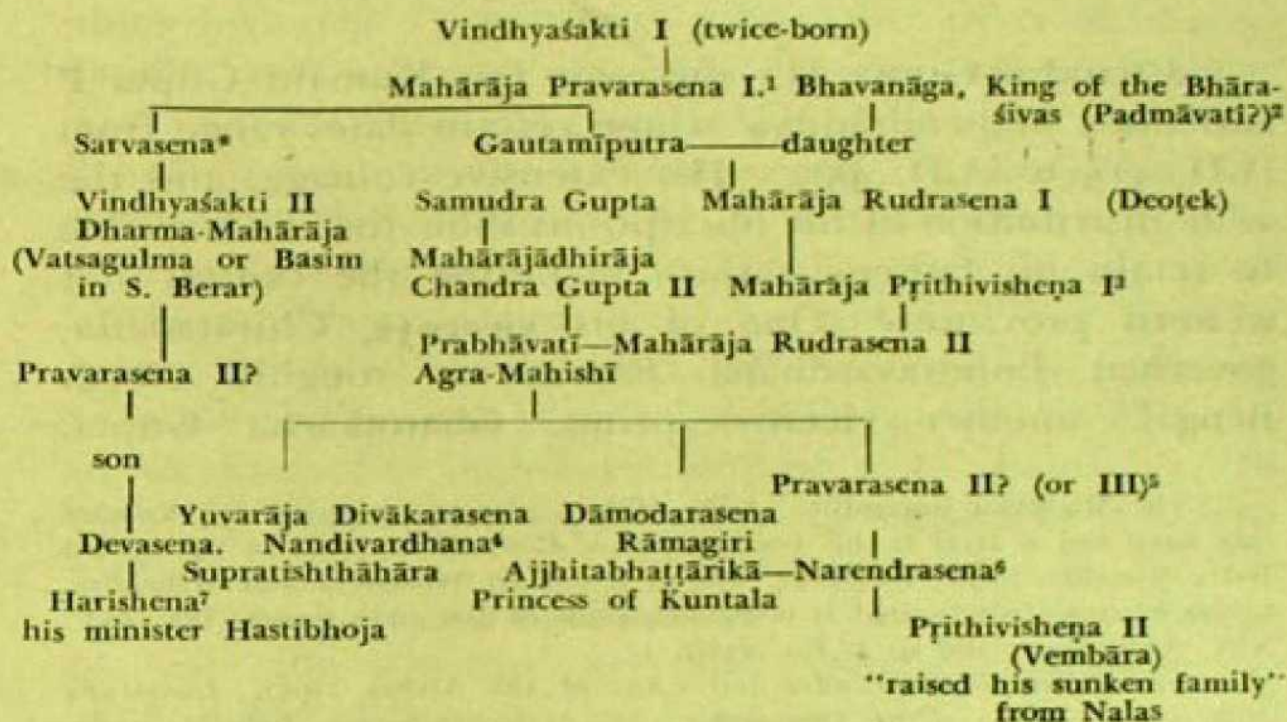 Vindhyaśakti I (twice-born)
Mahārāja Pravarasena I.¹ Bhavanāga, King of the Bhāra-
śivas (Padmāvati?)²
Sarvasena* Gautamīputra——daughter
Vindhyaśakti II Samudra Gupta Mahārāja Rudrasena I (Deoṭek)
Dharma-Mahārāja
(Vatsagulma or Basim Mahārājādhirāja
in S. Berar) Chandra Gupta II Mahārāja Pṛithivisheṇa I³
Prabhāvatī—Mahārāja Rudrasena II
Pravarasena II? Agra-Mahishī
son
Pravarasena II? (or III)⁵
Yuvarāja Divākarasena Dāmodarasena
Devasena. Nandivardhana⁴ Rāmagiri
Supratishthāhāra Ajjhitabhaṭṭārikā—Narendrasena⁶
Harishena⁷ Princess of Kuntala
his minister Hastibhoja
Pṛithivisheṇa II
(Vembāra)
"raised his sunken family"
from Nalas